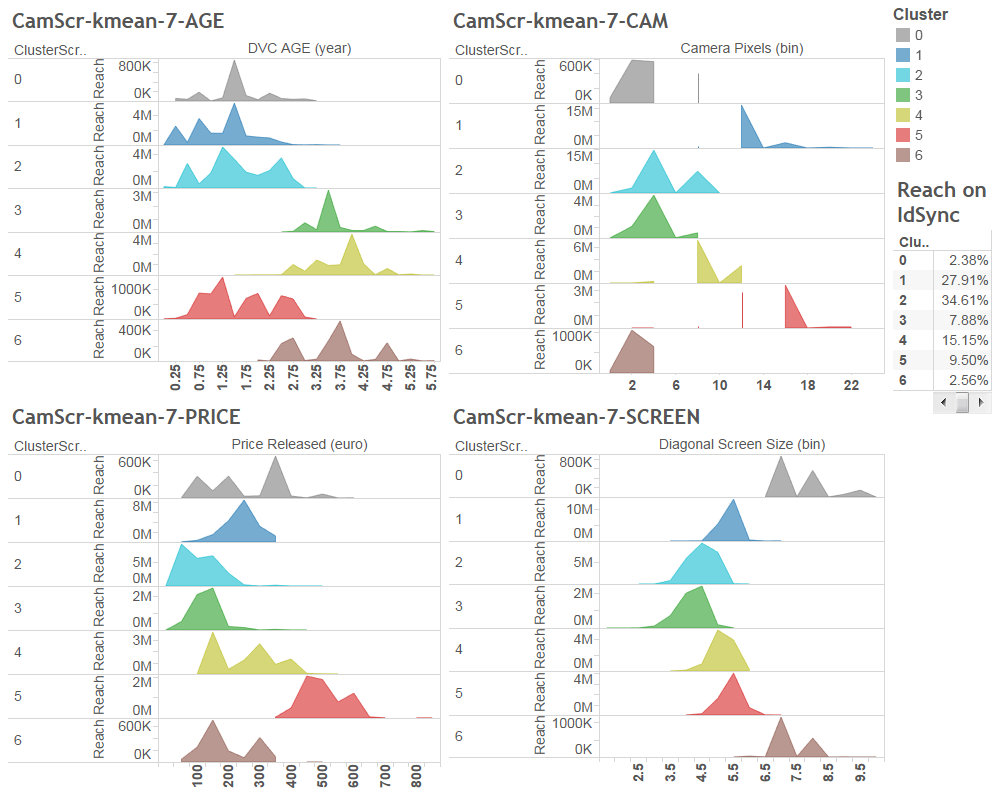 CamScr-kmean-7-AGE
ClusterScr..
DVC AGE (year)
0
Reach
800K
0K
1
Reach
4M
0M
2
Reach
4M
0M
3
Reach
3M
0M
4
Reach
4M
0M
5
Reach
1000K
0K
6
Reach
400K
0K
0.25
0.75
1.25
1.75
2.25
2.75
3.25
3.75
4.25
4.75
5.25
5.75
CamScr-kmean-7-CAM
ClusterScr..
Camera Pixels (bin)
0
Reach
600K
0K
1
Reach
15M
0M
2
Reach
15M
0M
3
Reach
4M
0M
4
Reach
6M
0M
5
Reach
3M
0M
6
Reach
1000K
0K
2
6
10
14
18
22
Cluster
0
1
2
3
4
5
6
Reach on
IdSync
Clu..
0 2.38%
1 27.91%
2 34.61%
3 7.88%
4 15.15%
5 9.50%
6 2.56%
CamScr-kmean-7-PRICE
ClusterScr..
Price Released (euro)
0
Reach
600K
0K
1
Reach
8M
0M
2
Reach
5M
0M
3
Reach
2M
0M
4
Reach
3M
0M
5
Reach
2M
0M
6
Reach
600K
0K
100
200
300
400
500
600
700
800
CamScr-kmean-7-SCREEN
ClusterScr..
Diagonal Screen Size (bin)
0
Reach
800K
0K
1
Reach
10M
0M
2
Reach
5M
0M
3
Reach
2M
0M
4
Reach
4M
0M
5
Reach
4M
0M
6
Reach
1000K
0K
2.5
3.5
4.5
5.5
6.5
7.5
8.5
9.5